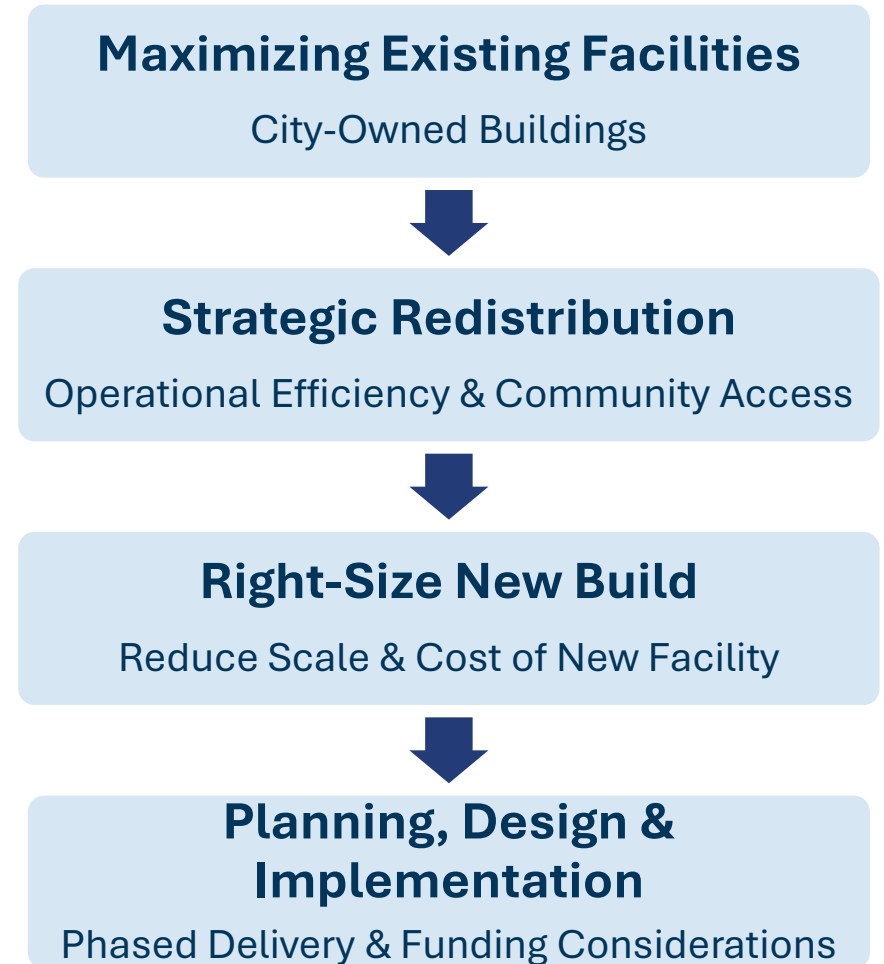 Maximizing Existing Facilities
City-Owned Buildings
Strategic Redistribution
Operational Efficiency & Community Access
Right-Size New Build
Reduce Scale & Cost of New Facility
Planning, Design &
Implementation
Phased Delivery & Funding Considerations